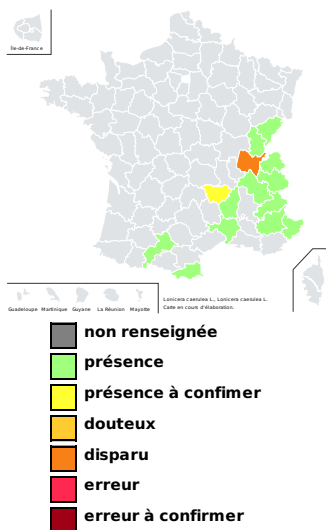 Île-de-France
Guadeloupe Martinique Guyane La Réunion Mayotte
Lonicera caerulea L., Lonicera caerulea L.
Carte en cours d'élaboration.
non renseignée
présence
présence à confimer
douteux
disparu
erreur
erreur à confirmer